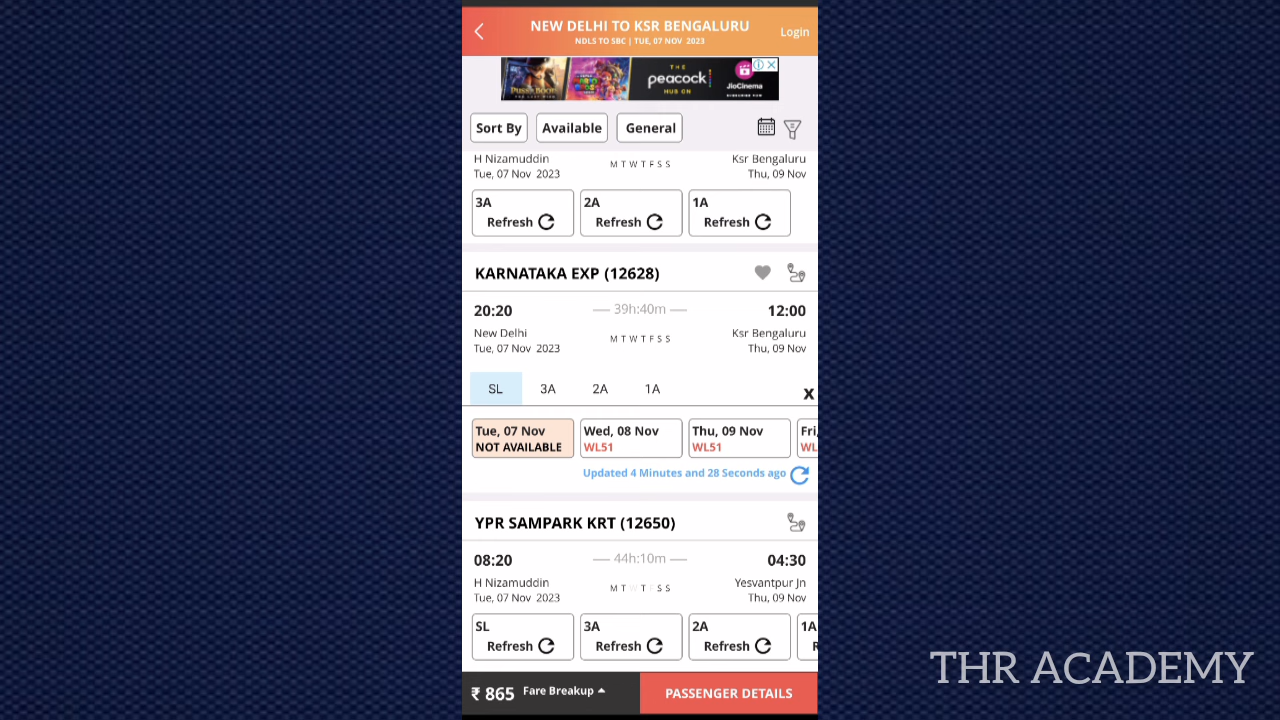 NEW DELHI TO KSR BENGALURU
NDLS TO SBC | TUE, 07 NOV 2023
Login
THE
peacock
HUB ON
JioCinema
Sort By Available General
H Nizamuddin M T W T F S S Ksr Bengaluru
Tue, 07 Nov 2023 Thu, 09 Nov
3A 2A 1A
Refresh Refresh Refresh
KARNATAKA EXP (12628)
20:20 39h:40m 12:00
New Delhi M T W T F S S Ksr Bengaluru
Tue, 07 Nov 2023 Thu, 09 Nov
SL 3A 2A 1A X
Tue, 07 Nov Wed, 08 Nov Thu, 09 Nov Fri,
NOT AVAILABLE WL51 WL51 WL
Updated 4 Minutes and 28 Seconds ago
YPR SAMPARK KRT (12650)
08:20 44h:10m 04:30
H Nizamuddin M T W T F S S Yesvantpur Jn
Tue, 07 Nov 2023 Thu, 09 Nov
SL 3A 2A 1A
Refresh Refresh Refresh R
₹ 865 Fare Breakup PASSENGER DETAILS
THR ACADEMY